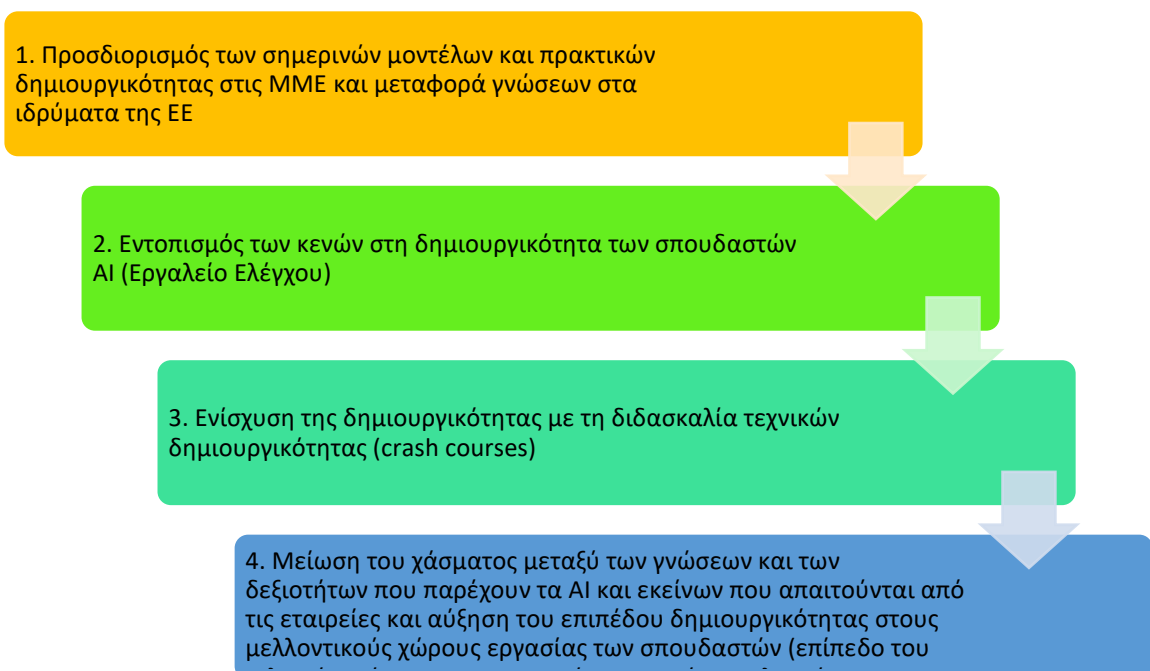 1. Προσδιορισμός των σημερινών μοντέλων και πρακτικών
δημιουργικότητας στις ΜΜΕ και μεταφορά γνώσεων στα
ιδρύματα της ΕΕ
2. Εντοπισμός των κενών στη δημιουργικότητα των σπουδαστών
AI (Εργαλείο Ελέγχου)
3. Ενίσχυση της δημιουργικότητας με τη διδασκαλία τεχνικών
δημιουργικότητας (crash courses)
4. Μείωση του χάσματος μεταξύ των γνώσεων και των
δεξιοτήτων που παρέχουν τα AI και εκείνων που απαιτούνται από
τις εταιρείες και αύξηση του επιπέδου δημιουργικότητας στους
μελλοντικούς χώρους εργασίας των σπουδαστών (επίπεδο του